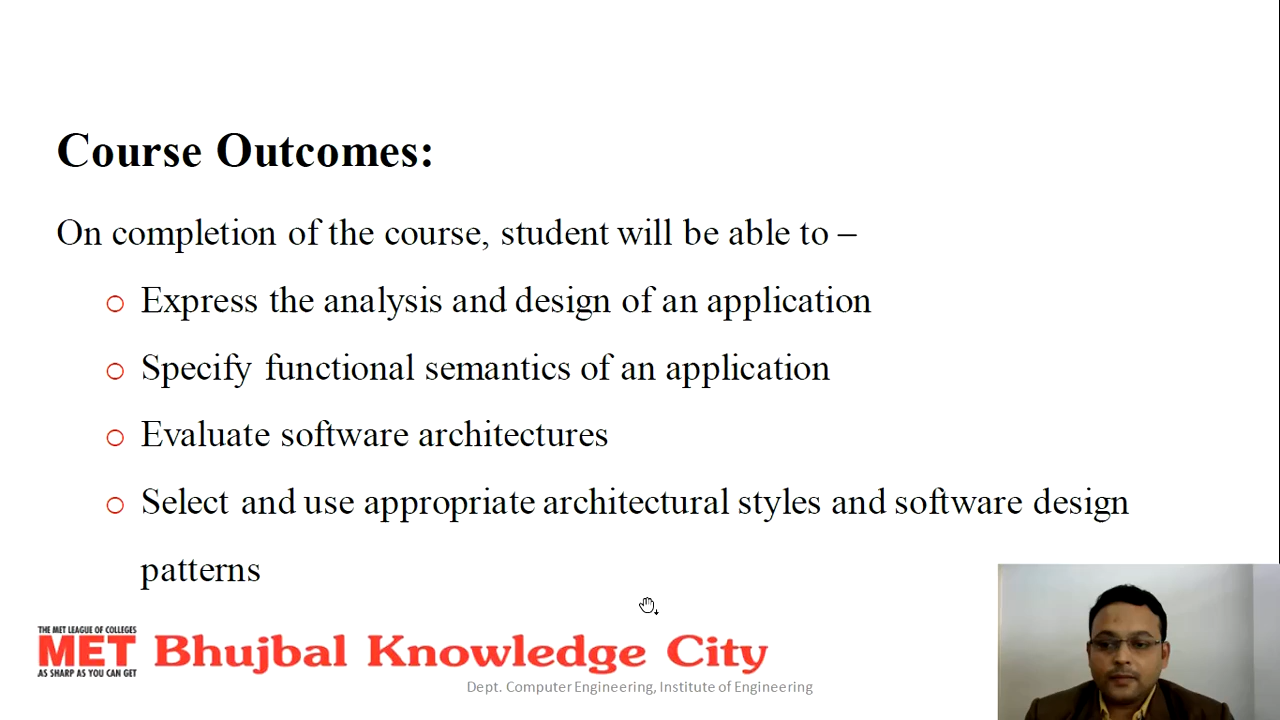 Course Outcomes:
On completion of the course, student will be able to –
Express the analysis and design of an application
Specify functional semantics of an application
Evaluate software architectures
Select and use appropriate architectural styles and software design
patterns
THE MET LEAGUE OF COLLEGES
MET Bhujbal Knowledge City
AS SHARP AS YOU CAN GET
Dept. Computer Engineering, Institute of Engineering